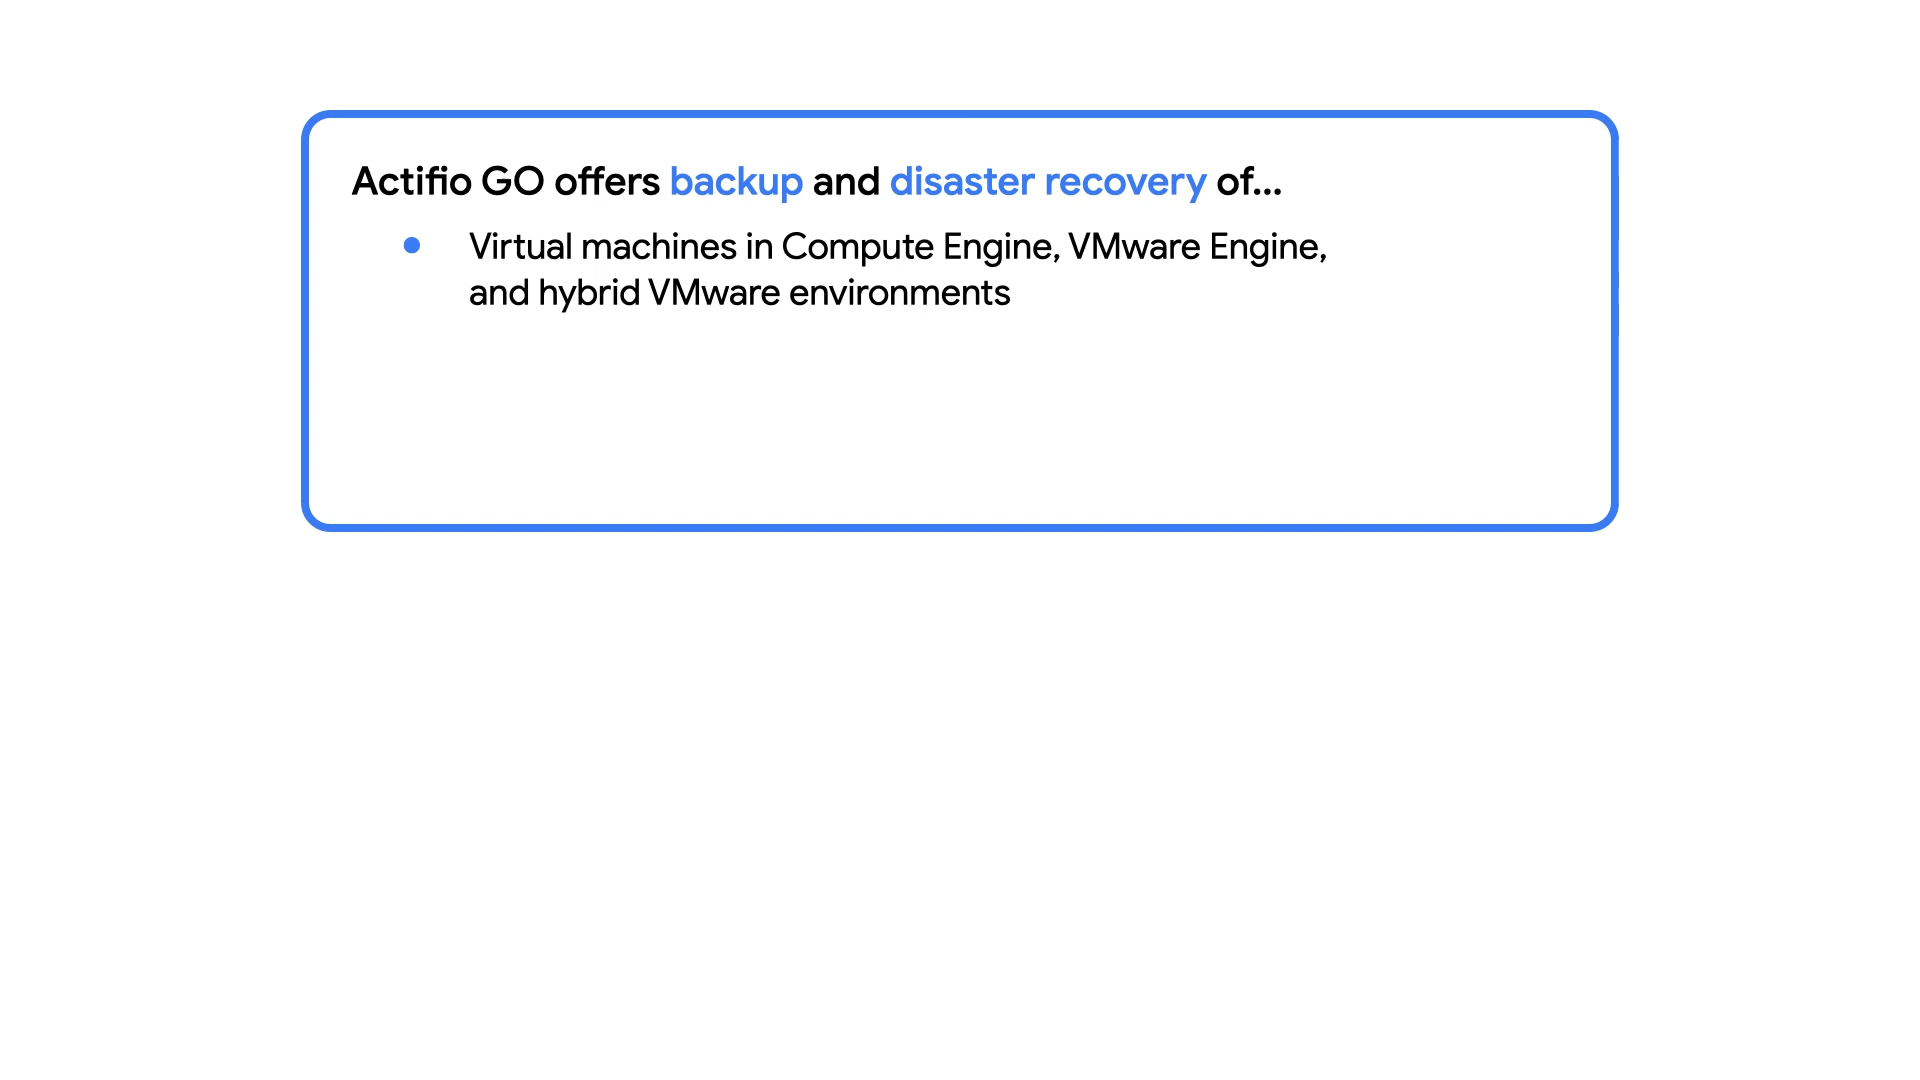 Actifio GO offers backup and disaster recovery of...
● Virtual machines in Compute Engine, VMware Engine,
and hybrid VMware environments